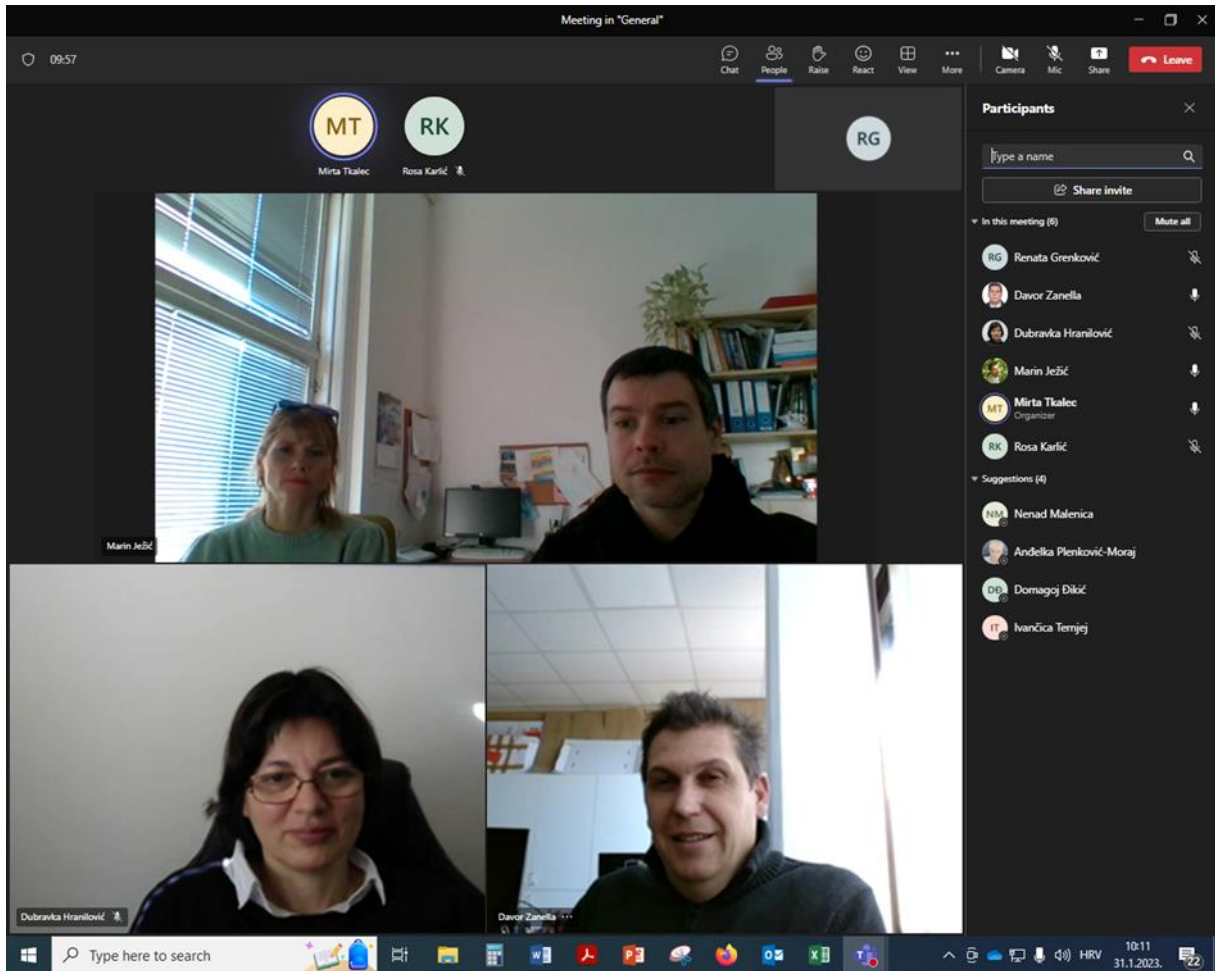 Meeting in "General"
09:57
Chat
People
Raise
React
View
More
Camera
Mic
Share
Leave
MT
RK
RG
Mirta Tkalec
Rosa Karlić
Marin Ježić
Dubravka Hranilović
Davor Zanella
Participants
Type a name
Share invite
In this meeting (6)
Mute all
RG Renata Grenković
Davor Zanella
Dubravka Hranilović
Marin Ježić
MT Mirta Tkalec
Organizer
RK Rosa Karlić
Suggestions (4)
NM Nenad Malenica
Anđelka Plenković-Moraj
DĐ Domagoj Đikić
IT Ivančica Ternjej
Type here to search
HRV
10:11
31.1.2023.
22